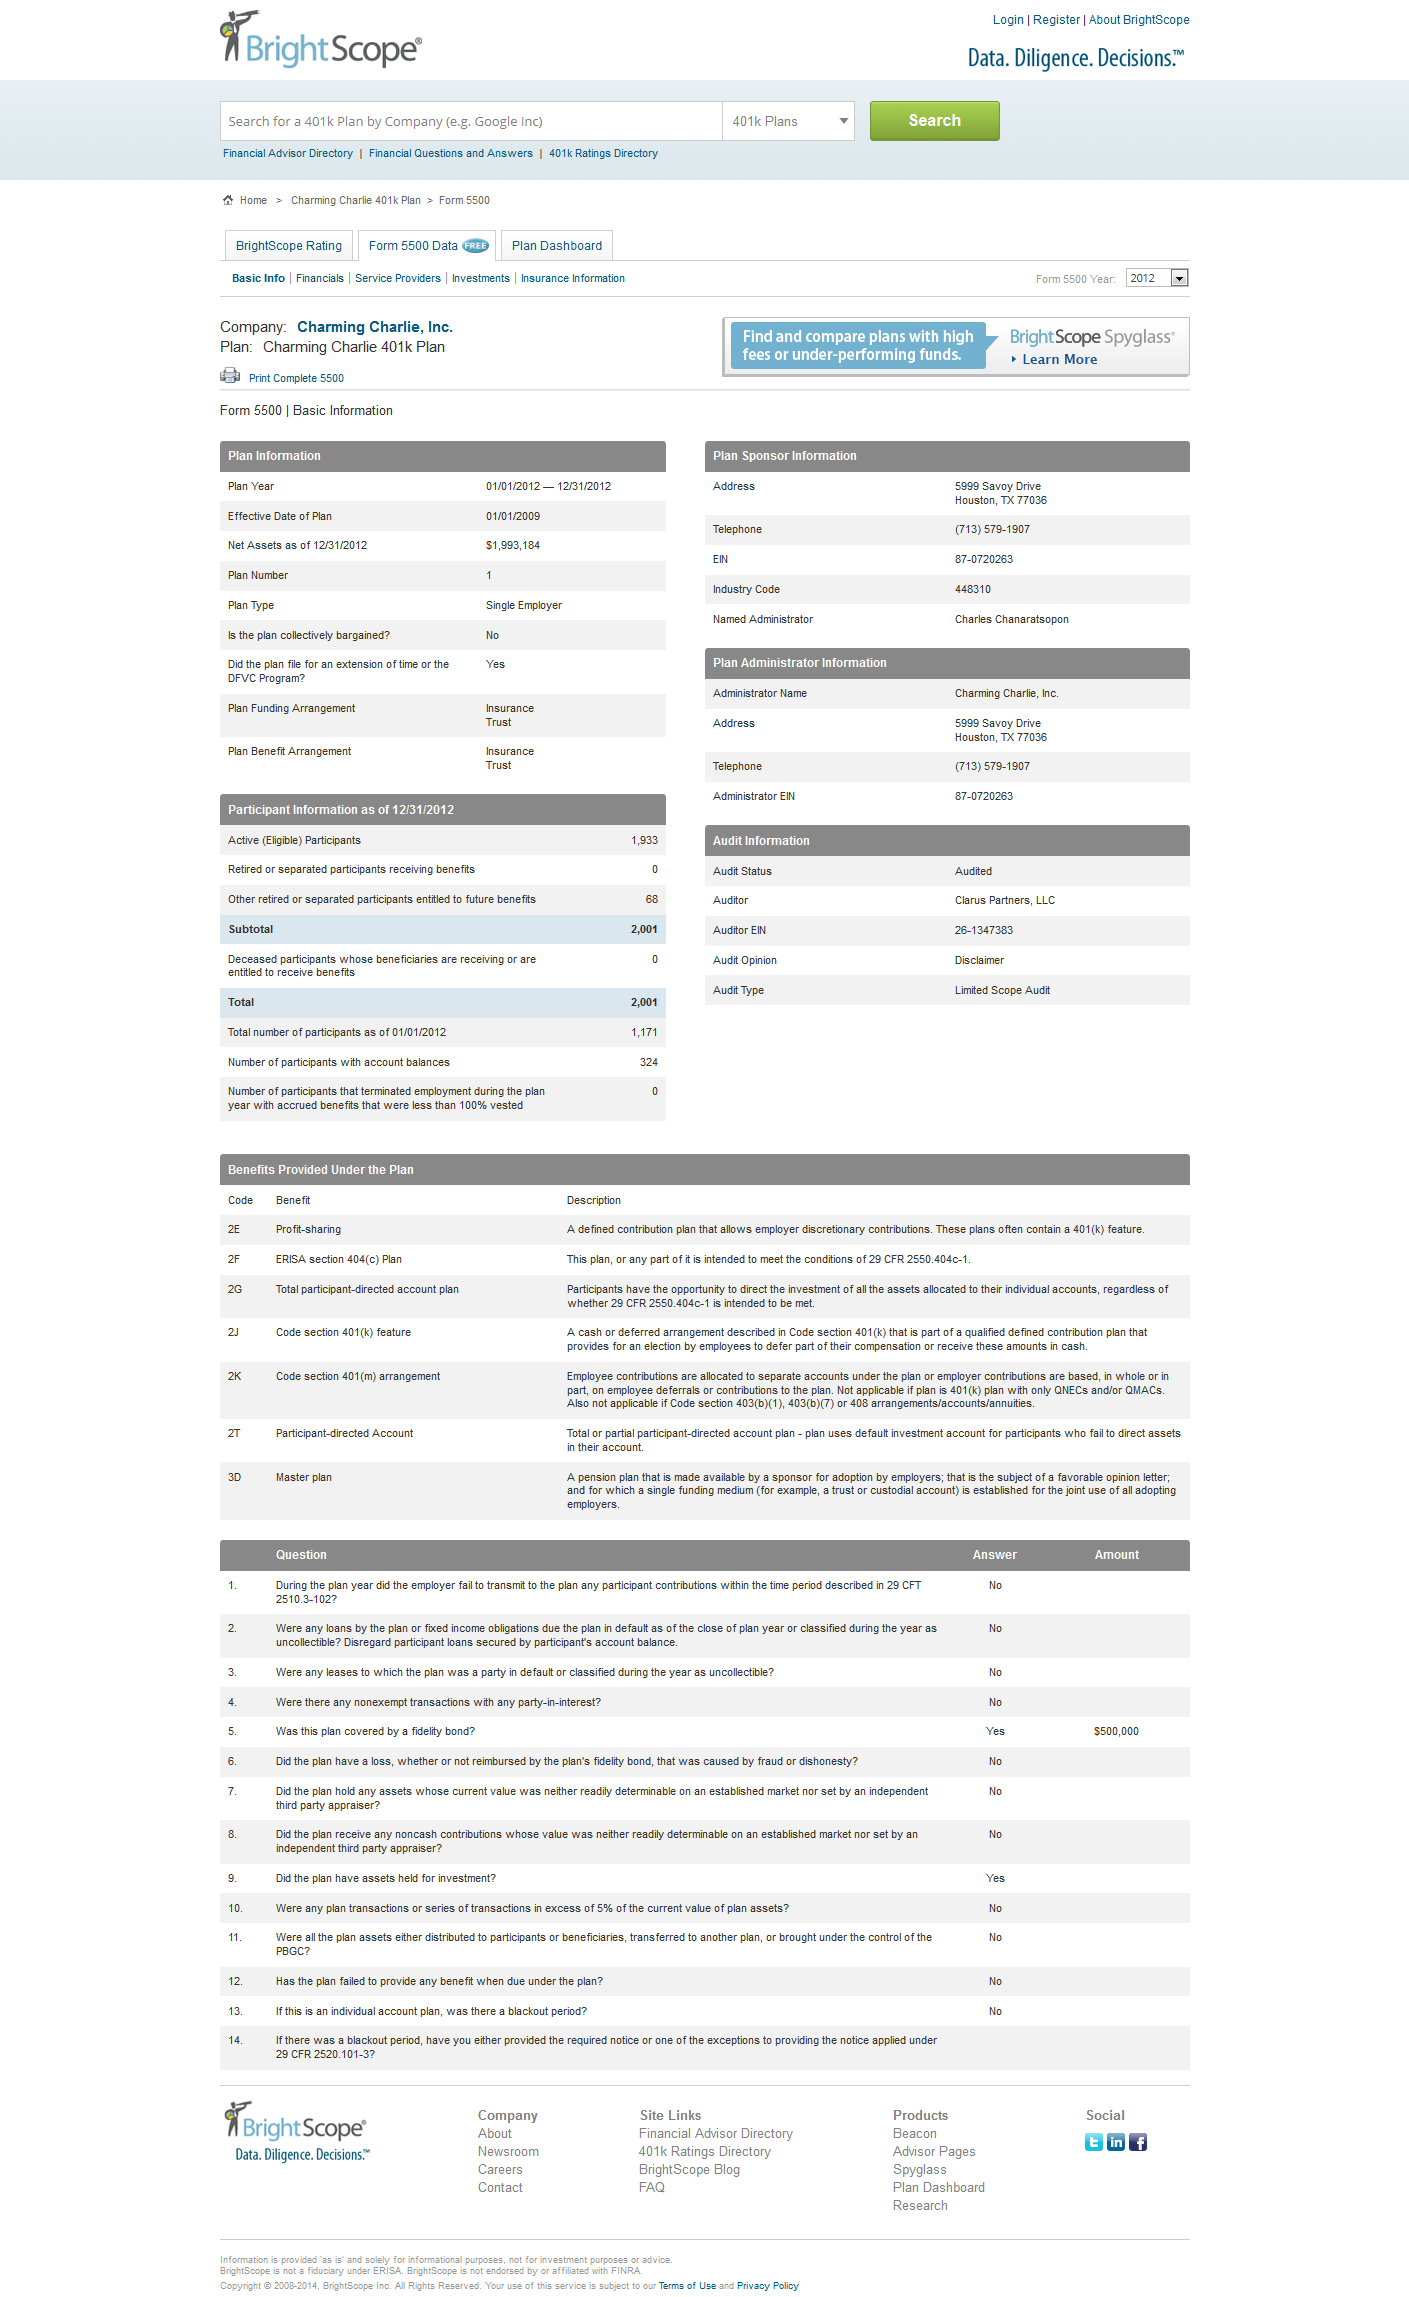 BrightScope®
Login | Register | About BrightScope
Data. Diligence. Decisions.™
Search for a 401k Plan by Company (e.g. Google Inc)
401k Plans
Search
Financial Advisor Directory | Financial Questions and Answers | 401k Ratings Directory
Home > Charming Charlie 401k Plan > Form 5500
BrightScope Rating
Form 5500 Data FREE
Plan Dashboard
Basic Info | Financials | Service Providers | Investments | Insurance Information
Form 5500 Year: 2012
Company: Charming Charlie, Inc.
Plan: Charming Charlie 401k Plan
Print Complete 5500
Find and compare plans with high
fees or under-performing funds.
BrightScope Spyglass®
Learn More
Form 5500 | Basic Information
Plan Information
Plan Year 01/01/2012 — 12/31/2012
Effective Date of Plan 01/01/2009
Net Assets as of 12/31/2012 $1,993,184
Plan Number 1
Plan Type Single Employer
Is the plan collectively bargained? No
Did the plan file for an extension of time or the Yes
DFVC Program?
Plan Funding Arrangement Insurance
Trust
Plan Benefit Arrangement Insurance
Trust
Participant Information as of 12/31/2012
Active (Eligible) Participants 1,933
Retired or separated participants receiving benefits 0
Other retired or separated participants entitled to future benefits 68
Subtotal 2,001
Deceased participants whose beneficiaries are receiving or are 0
entitled to receive benefits
Total 2,001
Total number of participants as of 01/01/2012 1,171
Number of participants with account balances 324
Number of participants that terminated employment during the plan 0
year with accrued benefits that were less than 100% vested
Plan Sponsor Information
Address 5999 Savoy Drive
Houston, TX 77036
Telephone (713) 579-1907
EIN 87-0720263
Industry Code 448310
Named Administrator Charles Chanaratsopon
Plan Administrator Information
Administrator Name Charming Charlie, Inc.
Address 5999 Savoy Drive
Houston, TX 77036
Telephone (713) 579-1907
Administrator EIN 87-0720263
Audit Information
Audit Status Audited
Auditor Clarus Partners, LLC
Auditor EIN 26-1347383
Audit Opinion Disclaimer
Audit Type Limited Scope Audit
Benefits Provided Under the Plan
Code Benefit Description
2E Profit-sharing A defined contribution plan that allows employer discretionary contributions. These plans often contain a 401(k) feature.
2F ERISA section 404(c) Plan This plan, or any part of it is intended to meet the conditions of 29 CFR 2550.404c-1.
2G Total participant-directed account plan Participants have the opportunity to direct the investment of all the assets allocated to their individual accounts, regardless of
whether 29 CFR 2550.404c-1 is intended to be met.
2J Code section 401(k) feature A cash or deferred arrangement described in Code section 401(k) that is part of a qualified defined contribution plan that
provides for an election by employees to defer part of their compensation or receive these amounts in cash.
2K Code section 401(m) arrangement Employee contributions are allocated to separate accounts under the plan or employer contributions are based, in whole or in
part, on employee deferrals or contributions to the plan. Not applicable if plan is 401(k) plan with only QNECs and/or QMACs.
Also not applicable if Code section 403(b)(1), 403(b)(7) or 408 arrangements/accounts/annuities.
2T Participant-directed Account Total or partial participant-directed account plan - plan uses default investment account for participants who fail to direct assets
in their account.
3D Master plan A pension plan that is made available by a sponsor for adoption by employers; that is the subject of a favorable opinion letter;
and for which a single funding medium (for example, a trust or custodial account) is established for the joint use of all adopting
employers.
Question Answer Amount
1. During the plan year did the employer fail to transmit to the plan any participant contributions within the time period described in 29 CFT No
2510.3-102?
2. Were any loans by the plan or fixed income obligations due the plan in default as of the close of plan year or classified during the year as No
uncollectible? Disregard participant loans secured by participant's account balance.
3. Were any leases to which the plan was a party in default or classified during the year as uncollectible? No
4. Were there any nonexempt transactions with any party-in-interest? No
5. Was this plan covered by a fidelity bond? Yes $500,000
6. Did the plan have a loss, whether or not reimbursed by the plan's fidelity bond, that was caused by fraud or dishonesty? No
7. Did the plan hold any assets whose current value was neither readily determinable on an established market nor set by an independent No
third party appraiser?
8. Did the plan receive any noncash contributions whose value was neither readily determinable on an established market nor set by an No
independent third party appraiser?
9. Did the plan have assets held for investment? Yes
10. Were any plan transactions or series of transactions in excess of 5% of the current value of plan assets? No
11. Were all the plan assets either distributed to participants or beneficiaries, transferred to another plan, or brought under the control of the No
PBGC?
12. Has the plan failed to provide any benefit when due under the plan? No
13. If this is an individual account plan, was there a blackout period? No
14. If there was a blackout period, have you either provided the required notice or one of the exceptions to providing the notice applied under
29 CFR 2520.101-3?
BrightScope®
Data. Diligence. Decisions.™
Company
About
Newsroom
Careers
Contact
Site Links
Financial Advisor Directory
401k Ratings Directory
BrightScope Blog
FAQ
Products
Beacon
Advisor Pages
Spyglass
Plan Dashboard
Research
Social
Information is provided 'as is' and solely for informational purposes, not for investment purposes or advice.
BrightScope is not a fiduciary under ERISA. BrightScope is not endorsed by or affiliated with FINRA.
Copyright © 2008-2014, BrightScope Inc. All Rights Reserved. Your use of this service is subject to our Terms of Use and Privacy Policy